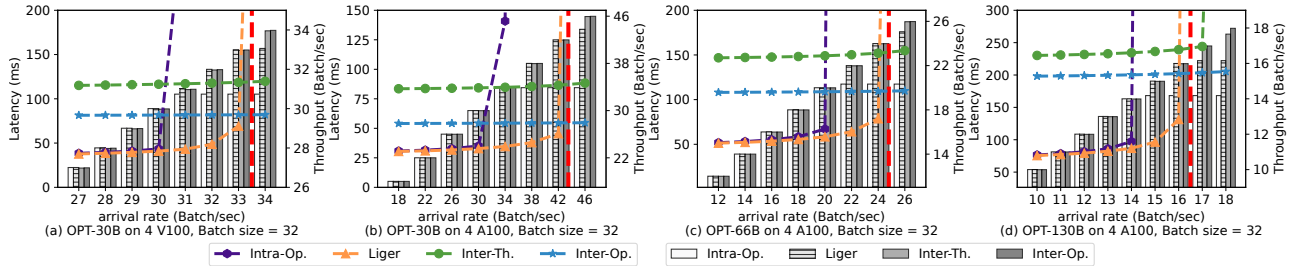 Latency (ms)
200
150
100
50
0
27 28 29 30 31 32 33 34
35
34
32
30
28
26
Throughput (Batch/sec)
arrival rate (Batch/sec)
(a) OPT-30B on 4 V100, Batch size = 32
Latency (ms)
150
125
100
75
50
25
0
18 22 26 30 34 38 42 46
46
38
30
22
Throughput (Batch/sec)
arrival rate (Batch/sec)
(b) OPT-30B on 4 A100, Batch size = 32
Latency (ms)
200
150
100
50
12 14 16 18 20 22 24 26
26
22
18
14
Throughput (Batch/sec)
arrival rate (Batch/sec)
(c) OPT-66B on 4 A100, Batch size = 32
Latency (ms)
300
250
200
150
100
50
10 11 12 13 14 15 16 17 18
18
16
14
12
10
Throughput (Batch/sec)
arrival rate (Batch/sec)
(d) OPT-130B on 4 A100, Batch size = 32
Intra-Op. Liger Inter-Th. Inter-Op.
Intra-Op. Liger Inter-Th. Inter-Op.